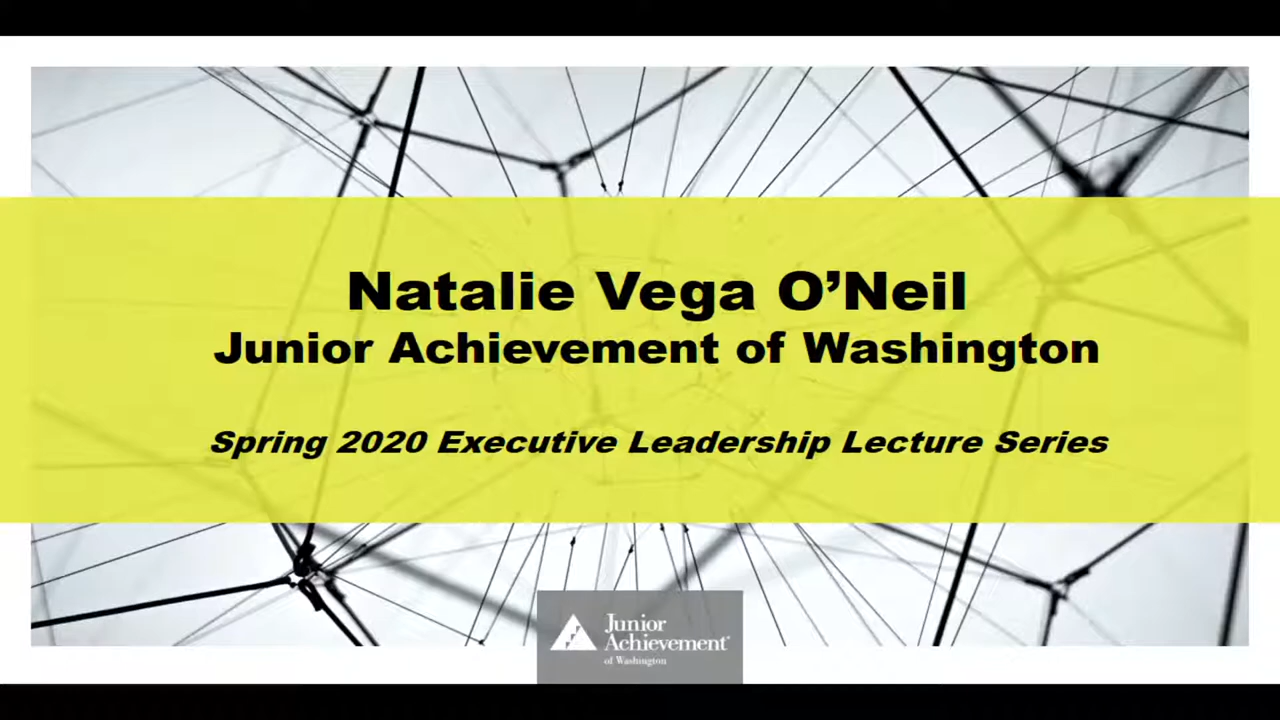 Natalie Vega O’Neil
Junior Achievement of Washington
Spring 2020 Executive Leadership Lecture Series
Junior
Achievement®
of Washington